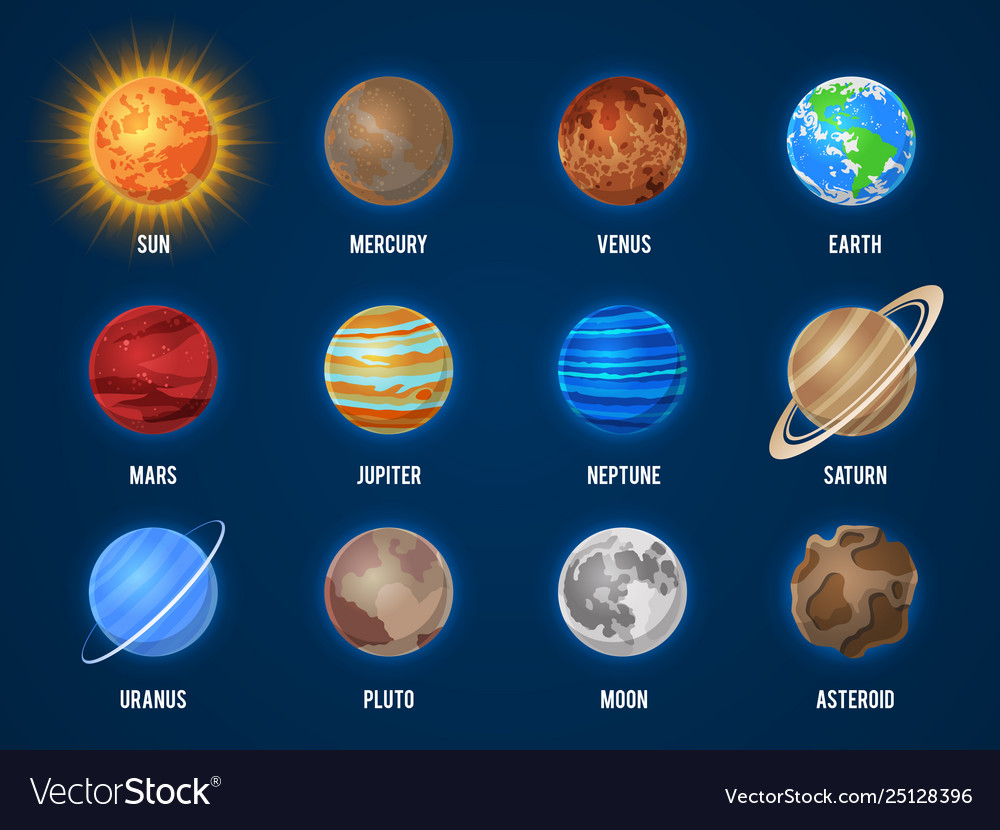 SUN
MERCURY
VENUS
EARTH
MARS
JUPITER
NEPTUNE
SATURN
URANUS
PLUTO
MOON
ASTEROID
VectorStock®
VectorStock.com/25128396